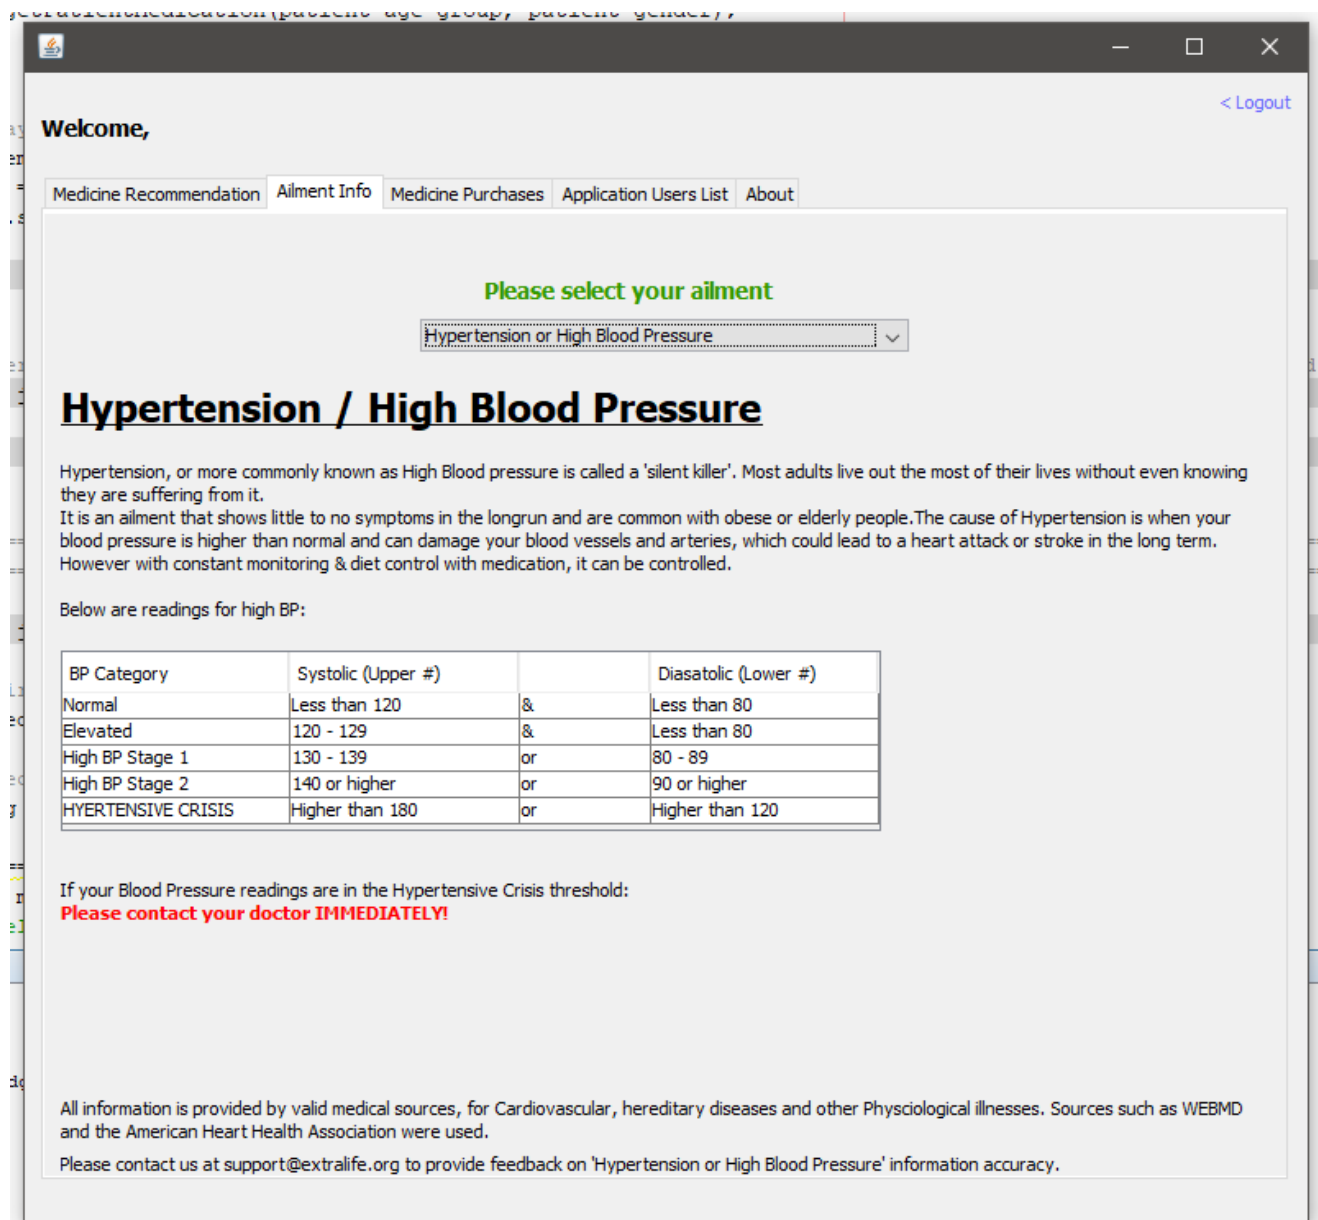 < Logout
Welcome,
Medicine Recommendation Ailment Info Medicine Purchases Application Users List About
Please select your ailment
Hypertension or High Blood Pressure
Hypertension / High Blood Pressure
Hypertension, or more commonly known as High Blood pressure is called a 'silent killer'. Most adults live out the most of their lives without even knowing
they are suffering from it.
It is an ailment that shows little to no symptoms in the longrun and are common with obese or elderly people.The cause of Hypertension is when your
blood pressure is higher than normal and can damage your blood vessels and arteries, which could lead to a heart attack or stroke in the long term.
However with constant monitoring & diet control with medication, it can be controlled.
Below are readings for high BP:
BP Category Systolic (Upper #) Diasatolic (Lower #)
Normal Less than 120 & Less than 80
Elevated 120 - 129 & Less than 80
High BP Stage 1 130 - 139 or 80 - 89
High BP Stage 2 140 or higher or 90 or higher
HYERTENSIVE CRISIS Higher than 180 or Higher than 120
If your Blood Pressure readings are in the Hypertensive Crisis threshold:
Please contact your doctor IMMEDIATELY!
All information is provided by valid medical sources, for Cardiovascular, hereditary diseases and other Physciological illnesses. Sources such as WEBMD
and the American Heart Health Association were used.
Please contact us at support@extralife.org to provide feedback on 'Hypertension or High Blood Pressure' information accuracy.